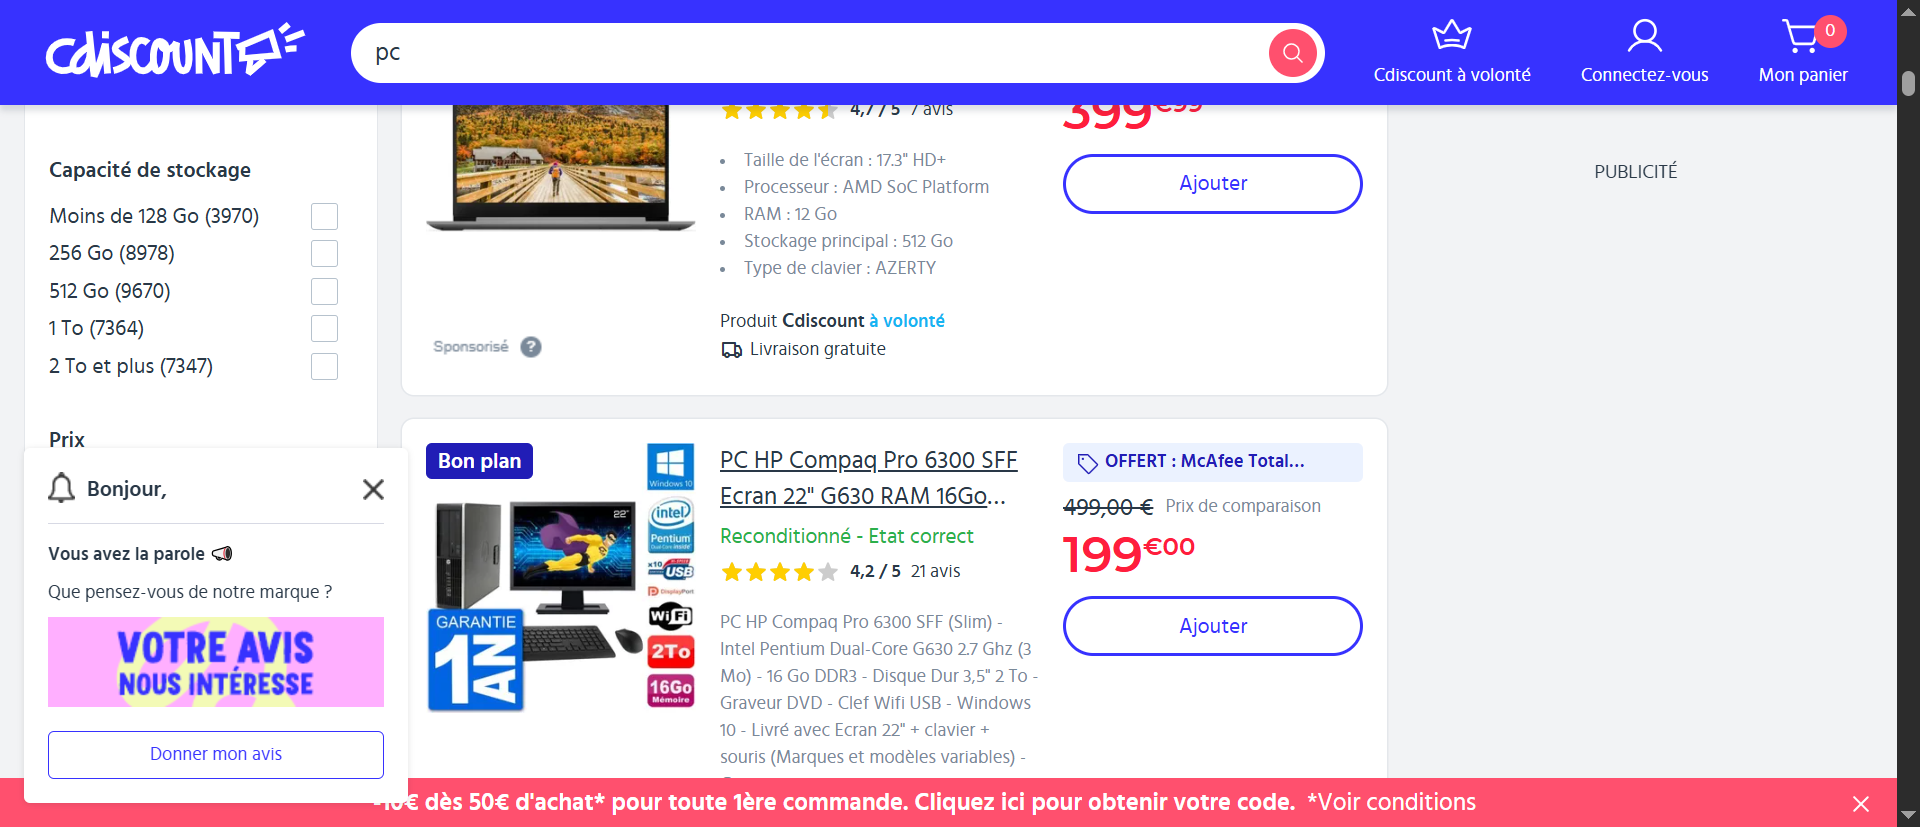 Cdiscount
pc
Cdiscount à volonté
Connectez-vous
0
Mon panier
Capacité de stockage
Moins de 128 Go (3970)
256 Go (8978)
512 Go (9670)
1 To (7364)
2 To et plus (7347)
Prix
4,7 / 5 7 avis
• Taille de l'écran : 17.3" HD+
• Processeur : AMD SoC Platform
• RAM : 12 Go
• Stockage principal : 512 Go
• Type de clavier : AZERTY
Produit Cdiscount à volonté
Livraison gratuite
Sponsorisé ?
399€99
Ajouter
PUBLICITÉ
Bon plan
Windows 10
intel
Pentium
Dual-Core inside
x10 USB
DisplayPort
WiFi
2To
16Go
Mémoire
22"
GARANTIE
1AN
PC HP Compaq Pro 6300 SFF
Ecran 22" G630 RAM 16Go...
Reconditionné - Etat correct
4,2 / 5 21 avis
PC HP Compaq Pro 6300 SFF (Slim) -
Intel Pentium Dual-Core G630 2.7 Ghz (3
Mo) - 16 Go DDR3 - Disque Dur 3,5" 2 To -
Graveur DVD - Clef Wifi USB - Windows
10 - Livré avec Ecran 22" + clavier +
souris (Marques et modèles variables) -
OFFERT : McAfee Total...
499,00 € Prix de comparaison
199€00
Ajouter
Bonjour,
Vous avez la parole
Que pensez-vous de notre marque ?
VOTRE AVIS
NOUS INTÉRESSE
Donner mon avis
-10€ dès 50€ d'achat* pour toute 1ère commande. Cliquez ici pour obtenir votre code. *Voir conditions